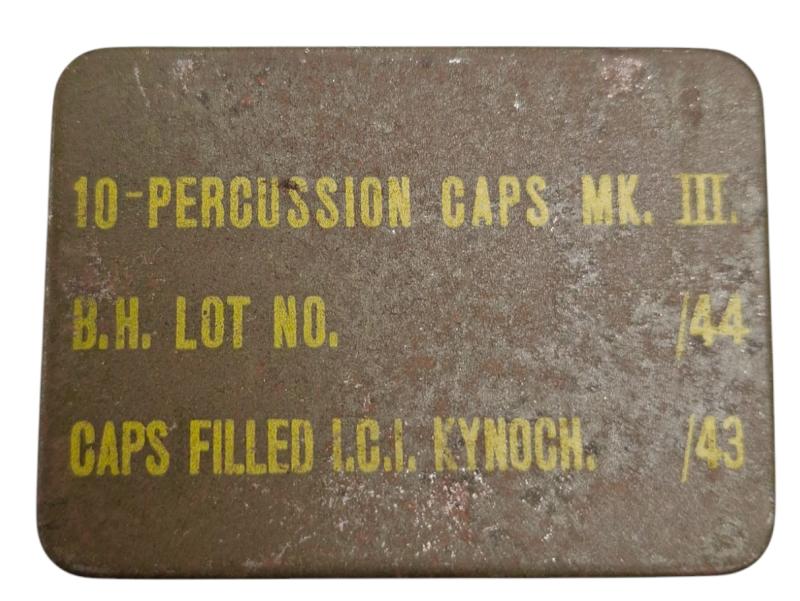 10-PERCUSSION CAPS MK. III.
B.H. LOT NO. /44
CAPS FILLED I.C.I. KYNOCH. /43